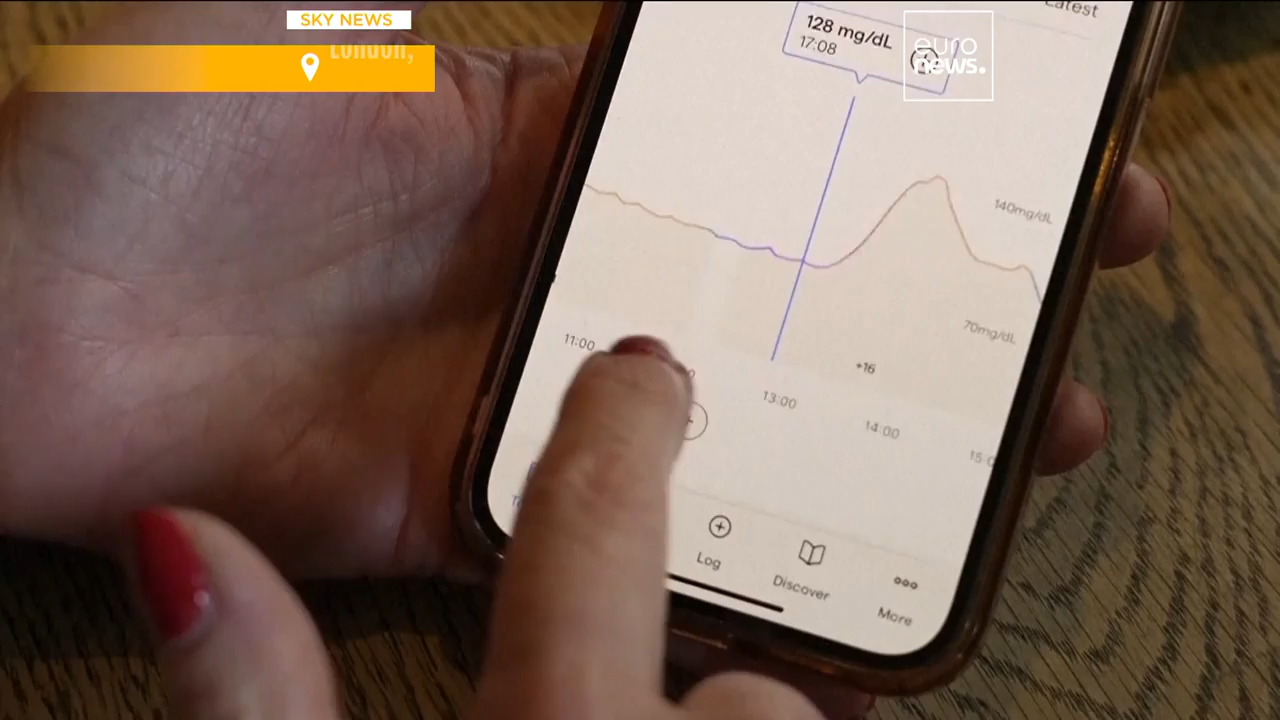 SKY NEWS
London,
euro
news.
Latest
128 mg/dL
17:08
140mg/dL
70mg/dL
+16
11:00
13:00
14:00
Log
Discover
More